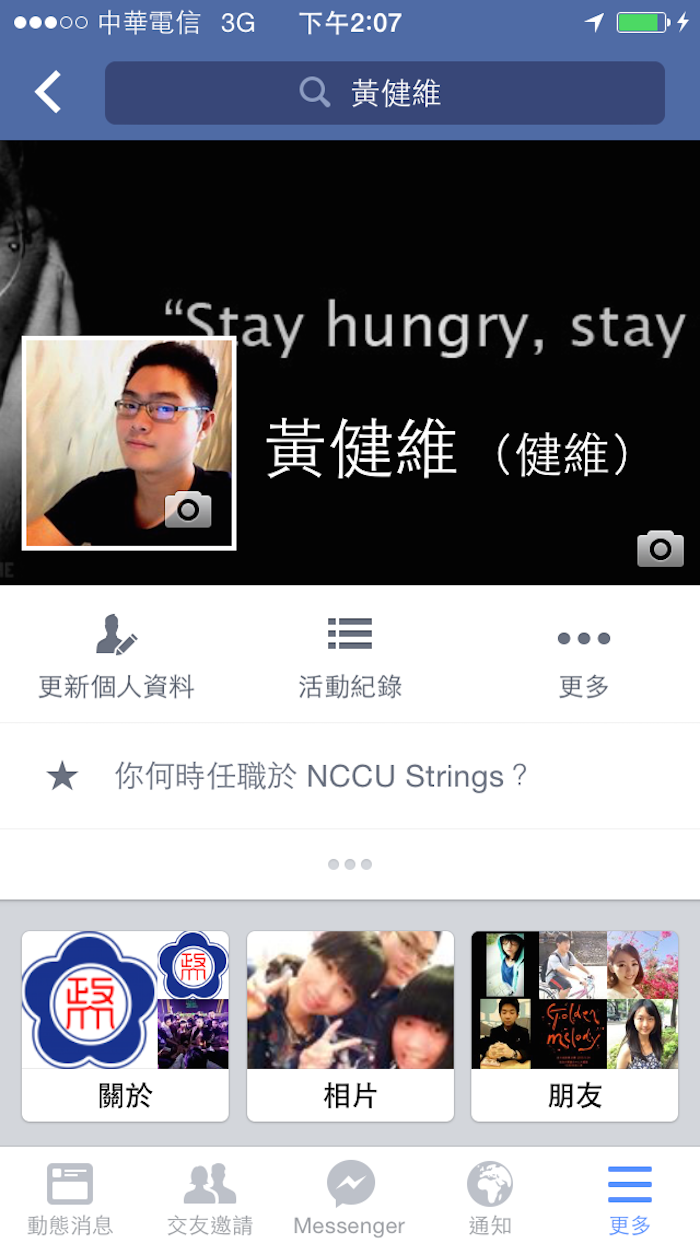 中華電信 3G 下午2:07
黃健維
“Stay hungry, stay
黃健維（健維）
更新個人資料 活動紀錄 更多
你何時任職於 NCCU Strings？
政
政
Golden
melody
關於 相片 朋友
動態消息 交友邀請 Messenger 通知 更多